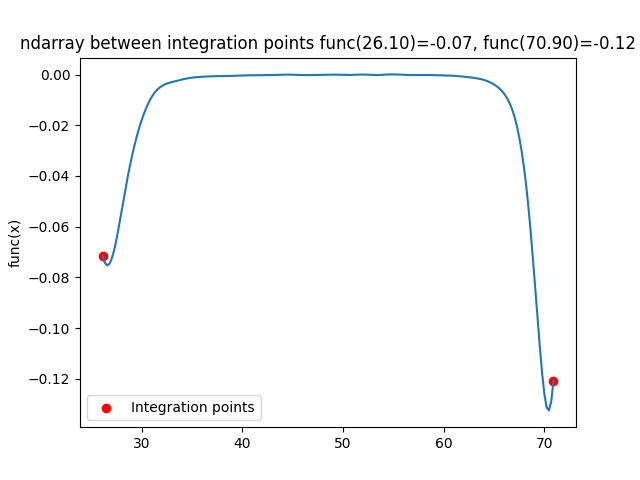 ndarray between integration points func(26.10)=-0.07, func(70.90)=-0.12
0.00
−0.02
−0.04
−0.06
−0.08
−0.10
−0.12
func(x)
Integration points
30 40 50 60 70